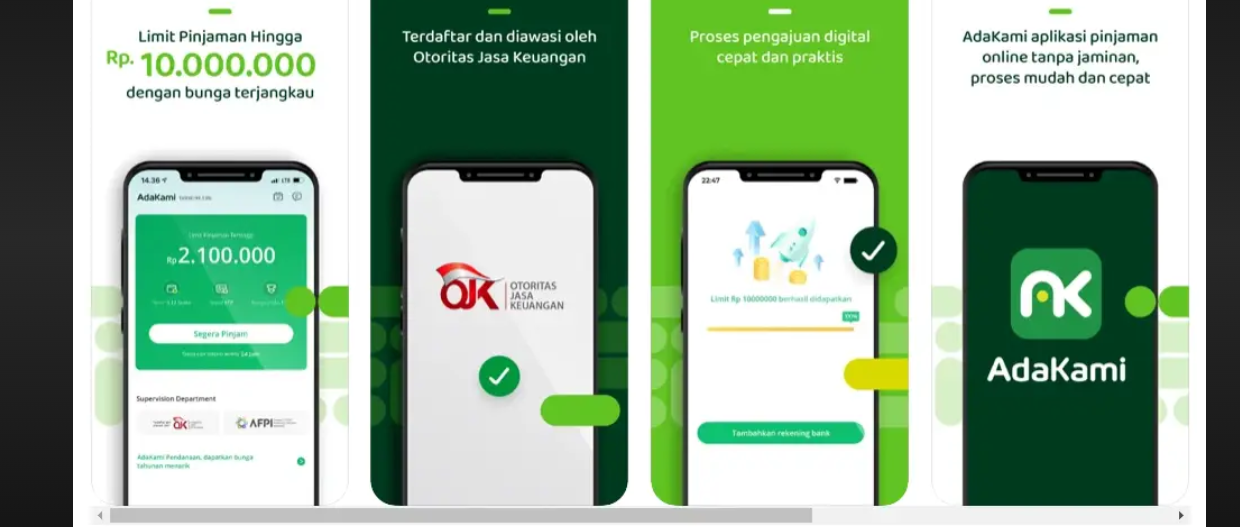 Limit Pinjaman Hingga
Rp. 10.000.000
dengan bunga terjangkau
14.36
LTE
AdaKami
Limit Pinjaman Tertinggi
Rp 2.100.000
Segera Pinjam
Supervision Department
OJK
AFPI
AdaKami Pendanaan, dapatkan bunga
tahunan menarik
Terdaftar dan diawasi oleh
Otoritas Jasa Keuangan
OJK
OTORITAS
JASA
KEUANGAN
Proses pengajuan digital
cepat dan praktis
22:47
Limit Rp 10000000 berhasil didapatkan
100%
Tambahkan rekening bank
AdaKami aplikasi pinjaman
online tanpa jaminan,
proses mudah dan cepat
AK
AdaKami